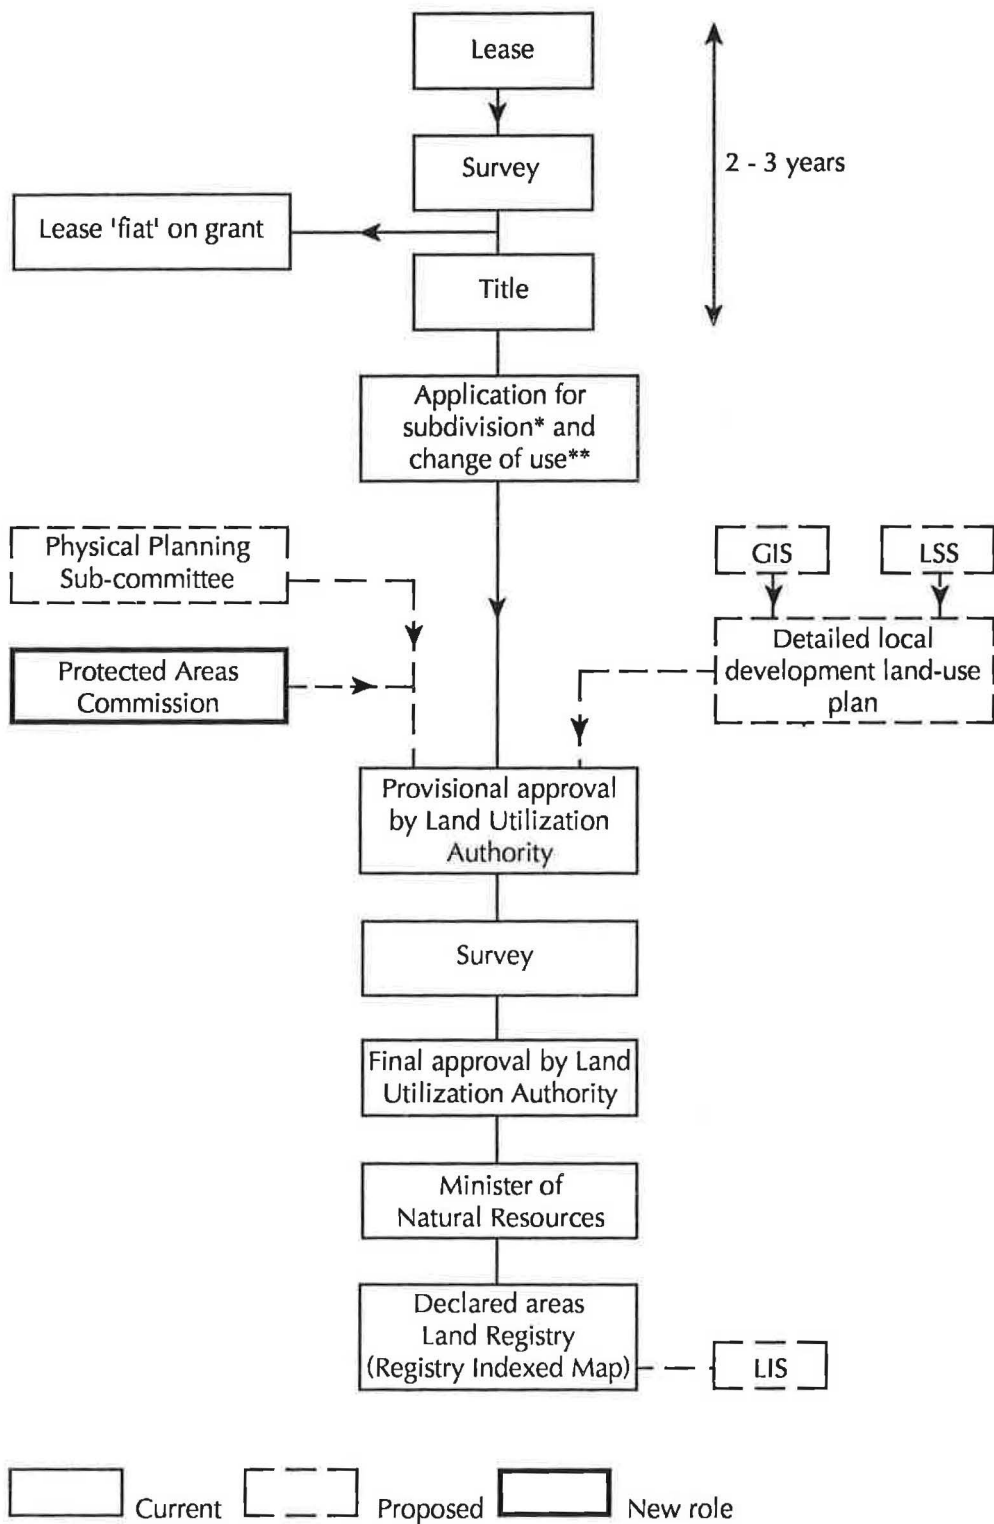 Lease
Survey
2 - 3 years
Lease 'fiat' on grant
Title
Application for
subdivision* and
change of use**
Physical Planning
Sub-committee
GIS
LSS
Protected Areas
Commission
Detailed local
development land-use
plan
Provisional approval
by Land Utilization
Authority
Survey
Final approval by Land
Utilization Authority
Minister of
Natural Resources
Declared areas
Land Registry
(Registry Indexed Map)
LIS
Current
Proposed
New role